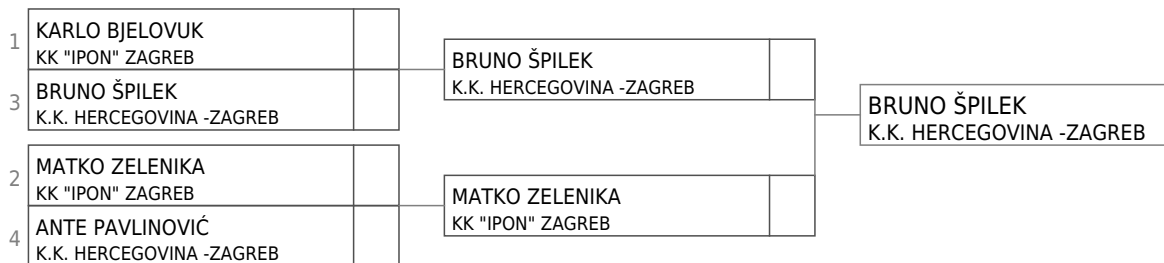 1
KARLO BJELOVUK
KK "IPON" ZAGREB
3
BRUNO ŠPILEK
K.K. HERCEGOVINA -ZAGREB
2
MATKO ZELENIKA
KK "IPON" ZAGREB
4
ANTE PAVLINOVIĆ
K.K. HERCEGOVINA -ZAGREB
BRUNO ŠPILEK
K.K. HERCEGOVINA -ZAGREB
MATKO ZELENIKA
KK "IPON" ZAGREB
BRUNO ŠPILEK
K.K. HERCEGOVINA -ZAGREB